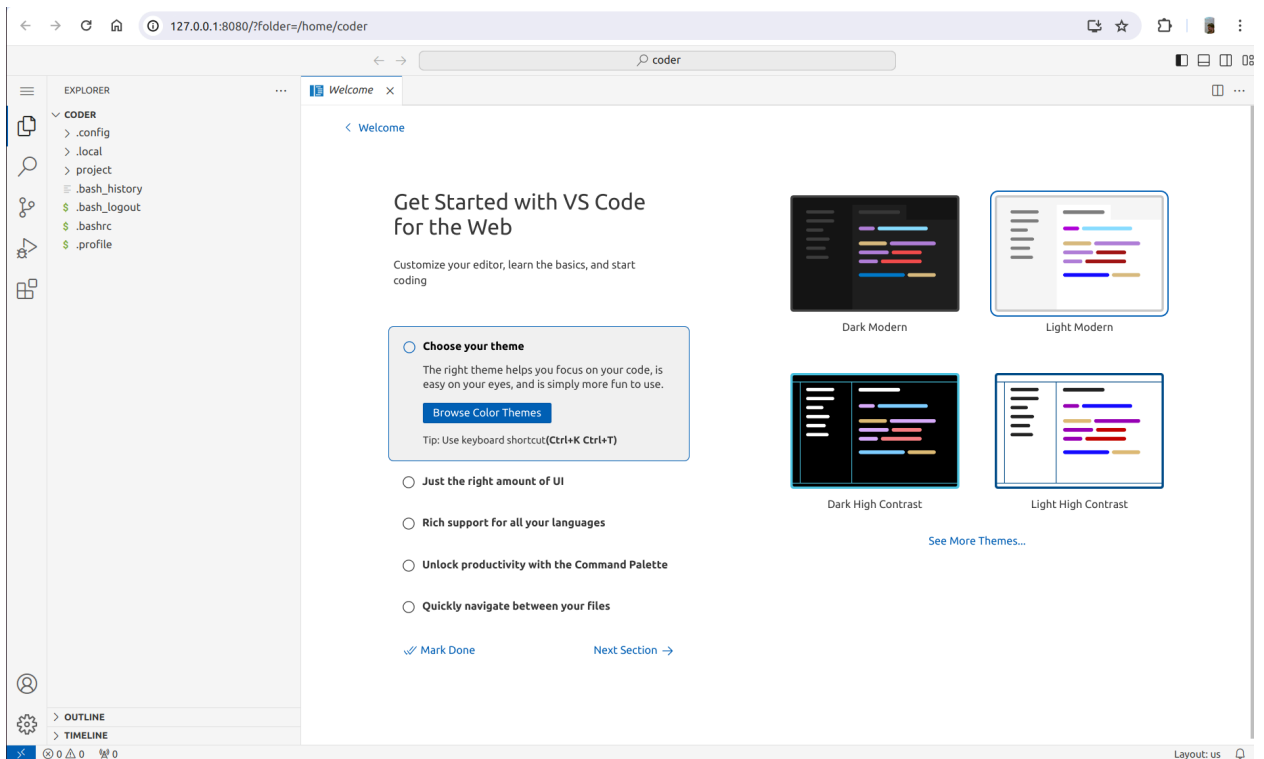 127.0.0.1:8080/?folder=/home/coder
coder
EXPLORER
Welcome
CODER
.config
.local
project
.bash_history
$ .bash_logout
$ .bashrc
$ .profile
OUTLINE
TIMELINE
Welcome
Get Started with VS Code
for the Web
Customize your editor, learn the basics, and start
coding
Choose your theme
The right theme helps you focus on your code, is
easy on your eyes, and is simply more fun to use.
Browse Color Themes
Tip: Use keyboard shortcut(Ctrl+K Ctrl+T)
Just the right amount of UI
Rich support for all your languages
Unlock productivity with the Command Palette
Quickly navigate between your files
Mark Done
Next Section
Dark Modern
Light Modern
Dark High Contrast
Light High Contrast
See More Themes...
0 0 0
Layout: us